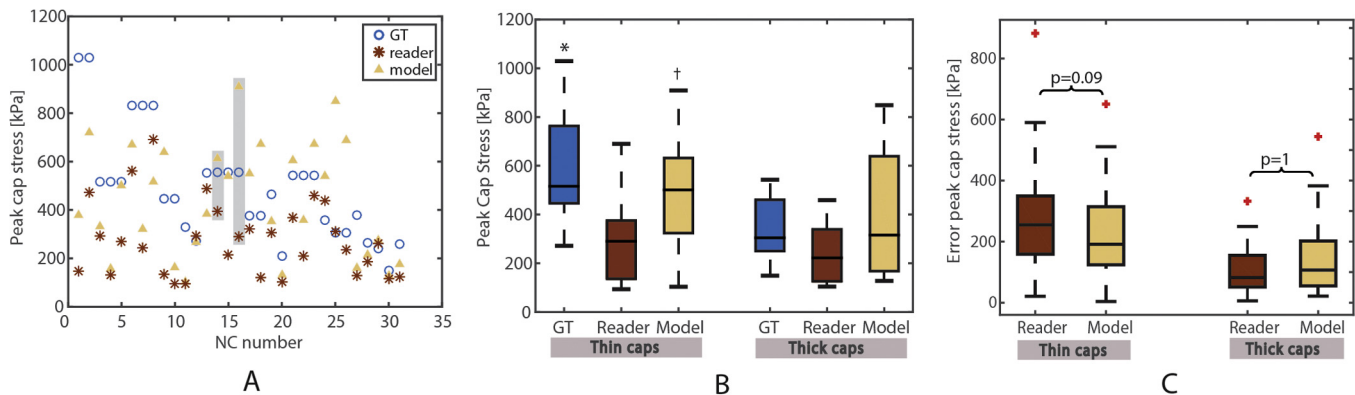 1200
1000
800
600
400
200
0
Peak cap stress [kPa]
0 5 10 15 20 25 30 35
NC number
GT
reader
model
A
1200
1000
800
600
400
200
0
Peak Cap Stress [kPa]
*
†
GT Reader Model GT Reader Model
Thin caps Thick caps
B
800
600
400
200
0
Error peak cap stress [kPa]
p=0.09
p=1
Reader Model Reader Model
Thin caps Thick caps
C